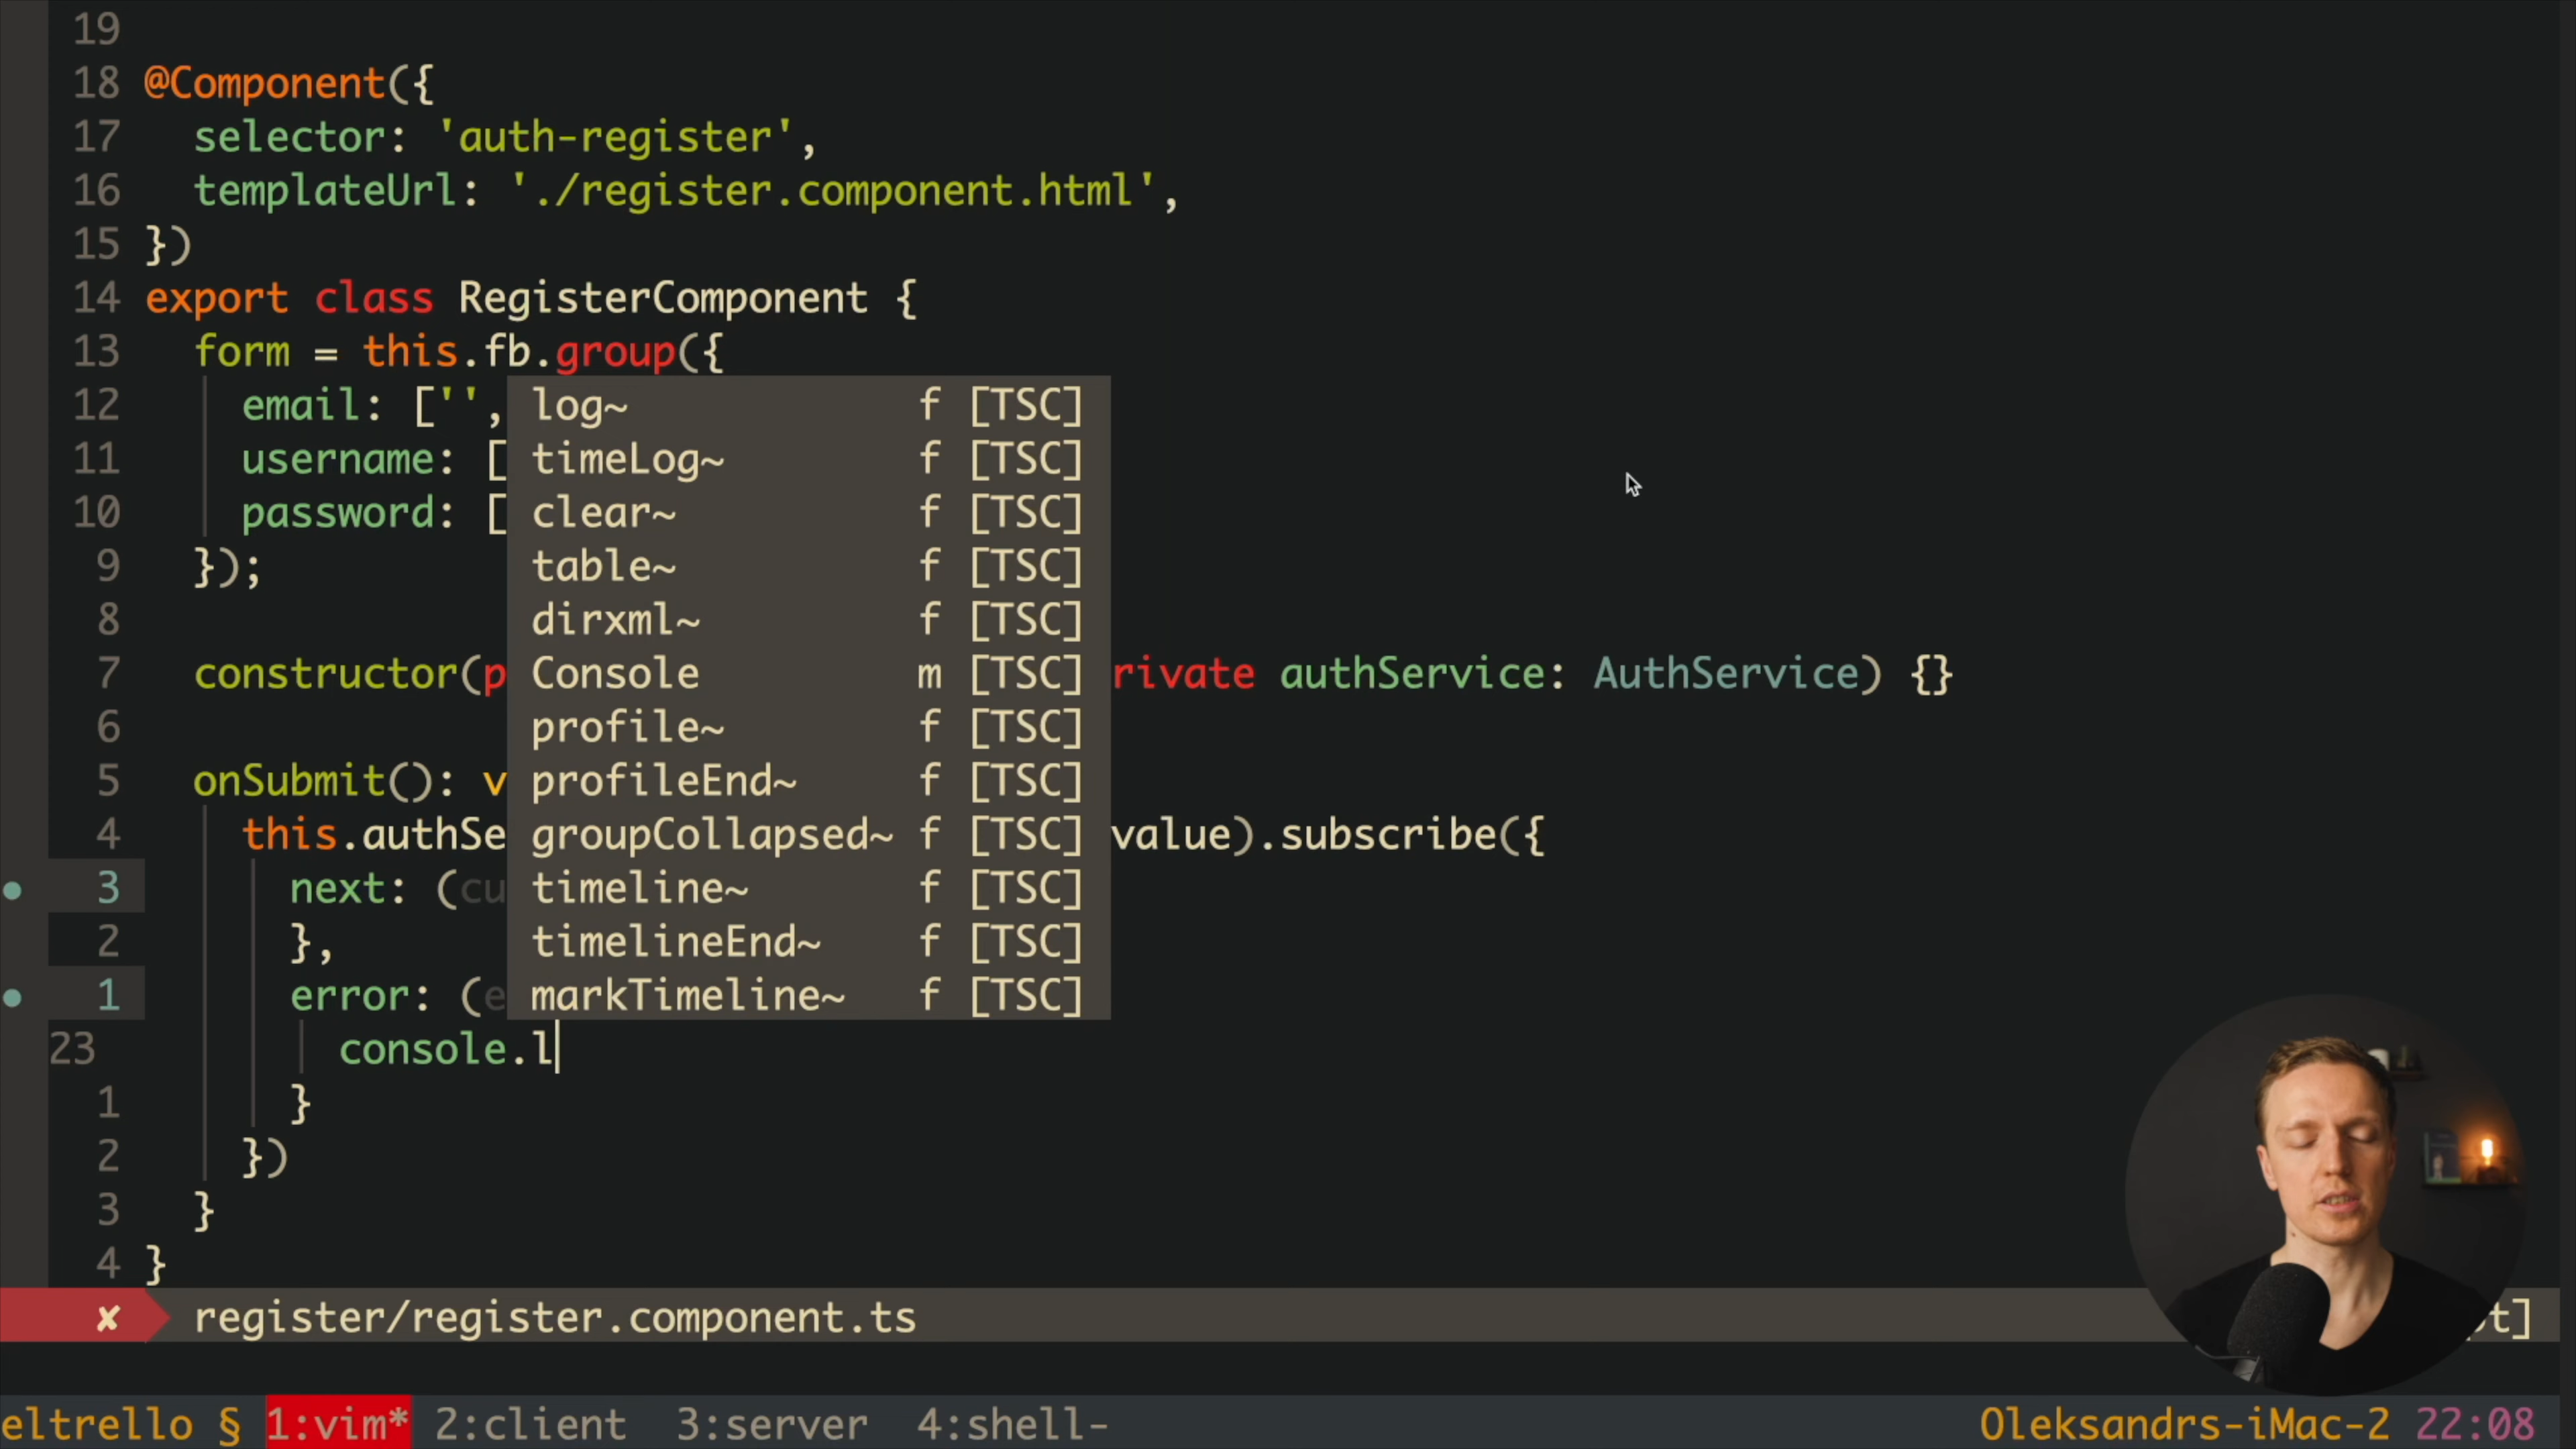 19
18 @Component({
17 selector: 'auth-register',
16 templateUrl: './register.component.html',
15 })
14 export class RegisterComponent {
13 form = this.fb.group({
12 email: ['', log~ f [TSC]
11 username: [ timeLog~ f [TSC]
10 password: [ clear~ f [TSC]
9 }); table~ f [TSC]
8 dirxml~ f [TSC]
7 constructor(p Console m [TSC] rivate authService: AuthService) {}
6 profile~ f [TSC]
5 onSubmit(): v profileEnd~ f [TSC]
4 this.authSe groupCollapsed~ f [TSC] value).subscribe({
3 next: (cu timeline~ f [TSC]
2 }, timelineEnd~ f [TSC]
1 error: (e markTimeline~ f [TSC]
23 console.l
1 }
2 })
3 }
4 }
✘ register/register.component.ts t]
eltrello § 1:vim* 2:client 3:server 4:shell- Oleksandrs-iMac-2 22:08